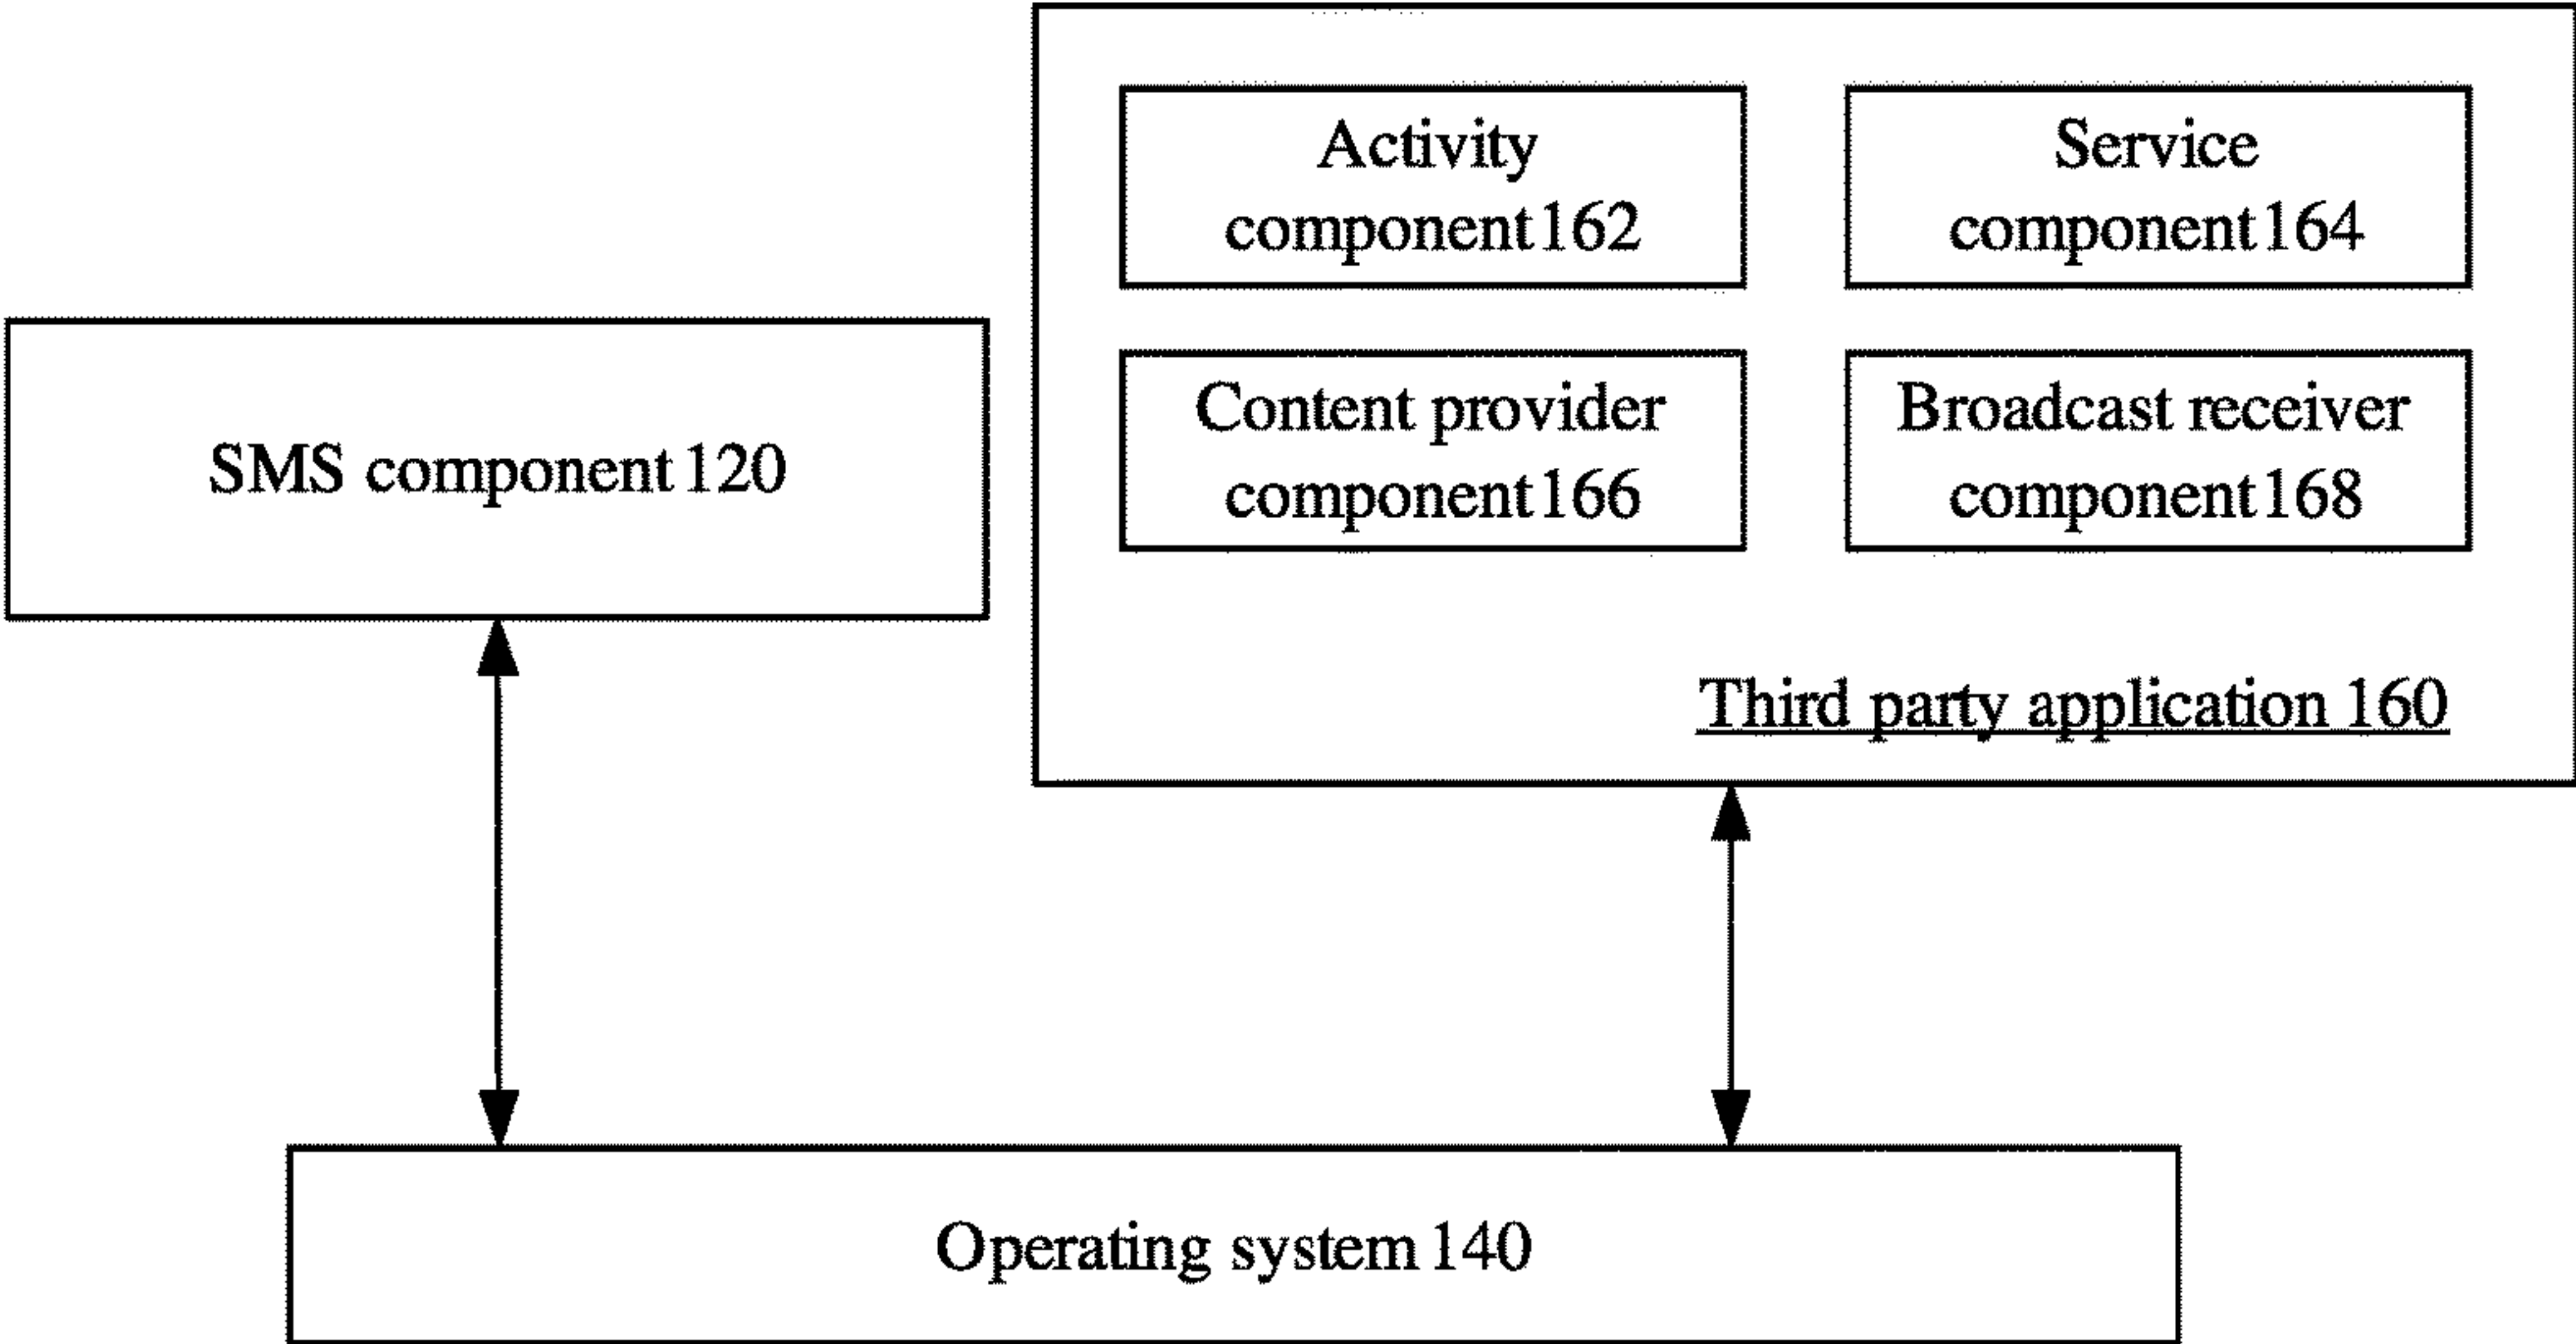 Activity
component 162
Service
component 164
Content provider
component 166
Broadcast receiver
component 168
SMS component 120
Third party application 160
Operating system 140